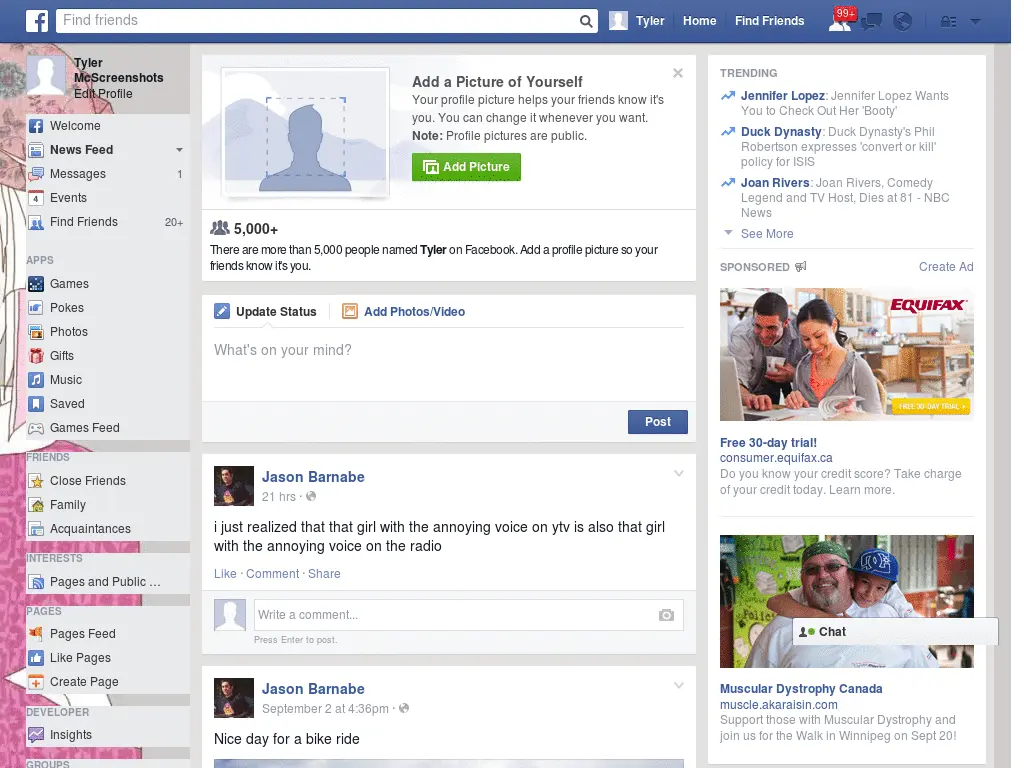 Find friends
Tyler
Home
Find Friends
99+
Tyler
McScreenshots
Edit Profile
Welcome
News Feed
Messages 1
4 Events
Find Friends 20+
APPS
Games
Pokes
Photos
Gifts
Music
Saved
Games Feed
FRIENDS
Close Friends
Family
Acquaintances
INTERESTS
Pages and Public ...
PAGES
Pages Feed
Like Pages
Create Page
DEVELOPER
Insights
GROUPS
Add a Picture of Yourself
Your profile picture helps your friends know it's
you. You can change it whenever you want.
Note: Profile pictures are public.
Add Picture
5,000+
There are more than 5,000 people named Tyler on Facebook. Add a profile picture so your
friends know it's you.
Update Status
Add Photos/Video
What's on your mind?
Post
Jason Barnabe
21 hrs ·
i just realized that that girl with the annoying voice on ytv is also that girl
with the annoying voice on the radio
Like · Comment · Share
Write a comment...
Press Enter to post.
Jason Barnabe
September 2 at 4:36pm ·
Nice day for a bike ride
TRENDING
Jennifer Lopez: Jennifer Lopez Wants
You to Check Out Her 'Booty'
Duck Dynasty: Duck Dynasty's Phil
Robertson expresses 'convert or kill'
policy for ISIS
Joan Rivers: Joan Rivers, Comedy
Legend and TV Host, Dies at 81 - NBC
News
See More
SPONSORED
Create Ad
EQUIFAX
FREE 30-DAY TRIAL
Free 30-day trial!
consumer.equifax.ca
Do you know your credit score? Take charge
of your credit today. Learn more.
Chat
Muscular Dystrophy Canada
muscle.akaraisin.com
Support those with Muscular Dystrophy and
join us for the Walk in Winnipeg on Sept 20!